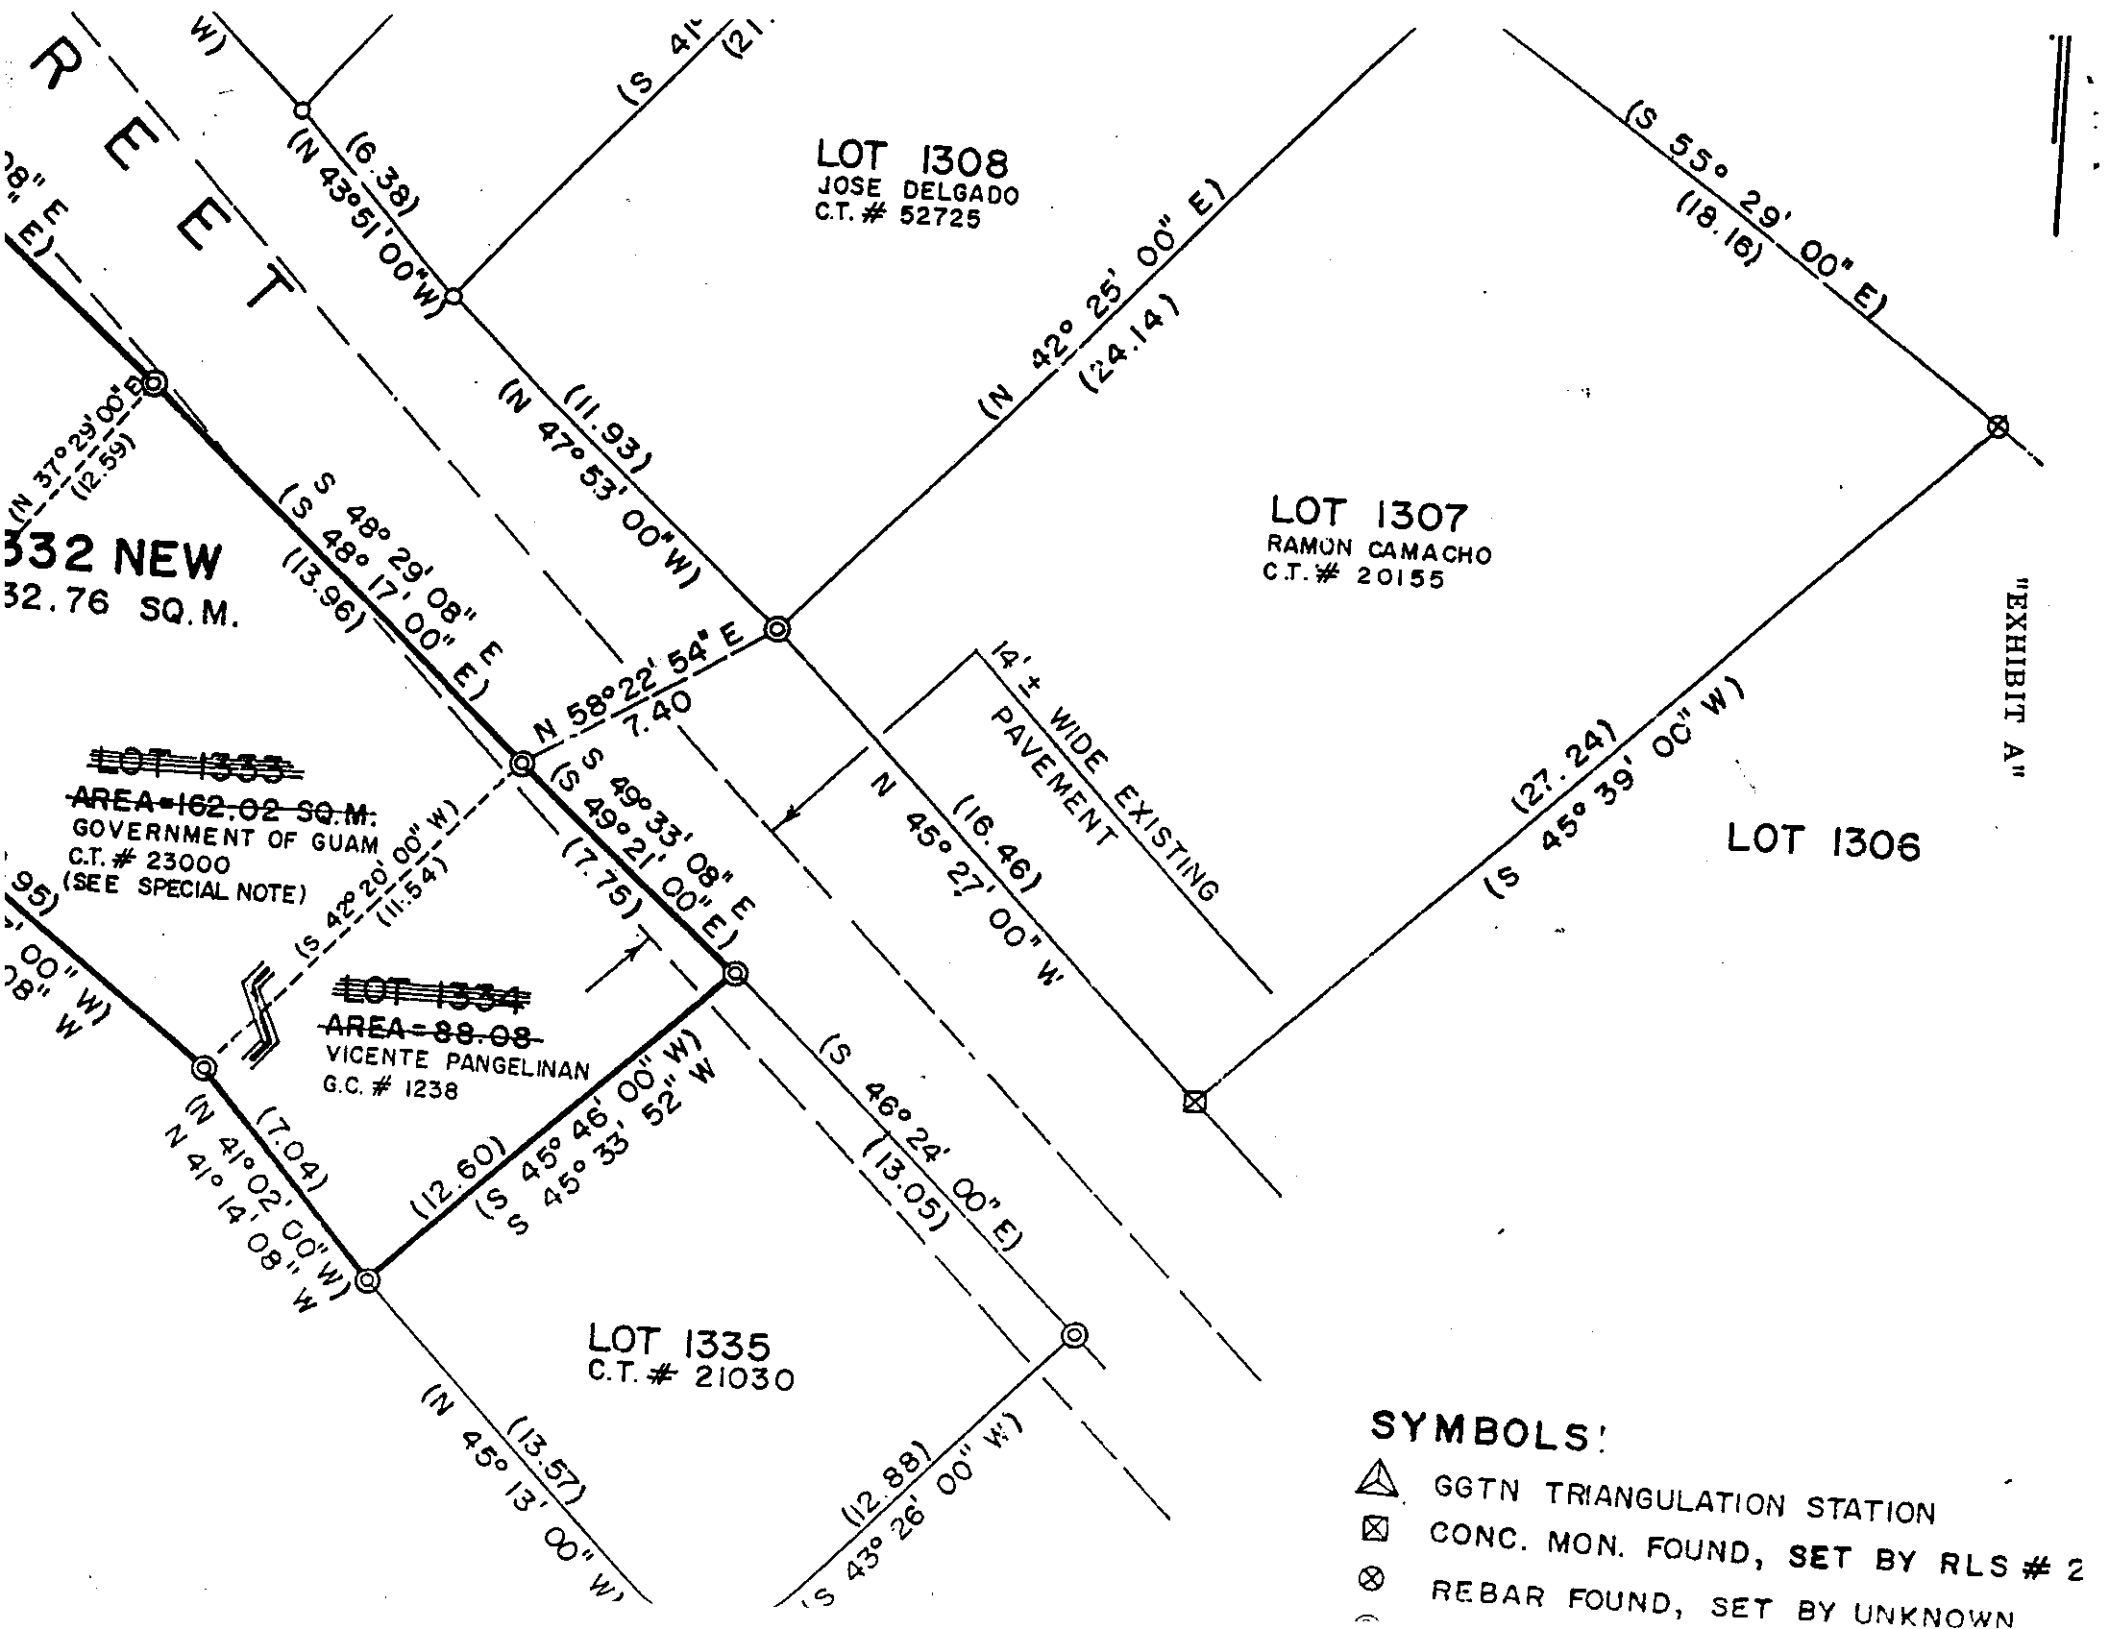 R E E T
W)
(6.38)
(N 43°51'00"W)
(S 41°
(21.
LOT 1308
JOSE DELGADO
C.T. # 52725
(N 42° 25' 00" E)
(24.14)
(S 55° 29' 00" E)
(18.16)
08" E
" E)
(N 37°29'00" E
(12.59)
332 NEW
32.76 SQ.M.
S 48° 29' 08" E
(S 48° 17' 00" E)
(13.96)
(11.93)
(N 47° 53' 00" W)
LOT 1307
RAMON CAMACHO
C.T. # 20155
"EXHIBIT A"
N 58°22' 54" E
7.40
14'± WIDE EXISTING
PAVEMENT
(16.46)
N 45° 27' 00" W
(27.24)
(S 45° 39' 00" W)
LOT 1306
LOT 1333
AREA=162.02 SQ.M.
GOVERNMENT OF GUAM
C.T. # 23000
(SEE SPECIAL NOTE)
(S 42° 20' 00" W)
(11.54)
S 49°33' 08" E
(S 49°21' 00" E)
(7.75)
95)
' 00" W)
08" W
LOT 1334
AREA=88.08
VICENTE PANGELINAN
G.C. # 1238
(7.04)
(N 41°02' 00" W)
N 41° 14' 08" W
(12.60)
(S 45° 46' 00" W)
S 45° 33' 52" W
(S 46° 24' 00" E)
(13.05)
LOT 1335
C.T. # 21030
(13.57)
(N 45° 13' 00" W)
(12.88)
(S 43° 26' 00" W)
SYMBOLS:
GGTN TRIANGULATION STATION
CONC. MON. FOUND, SET BY RLS # 2
REBAR FOUND, SET BY UNKNOWN